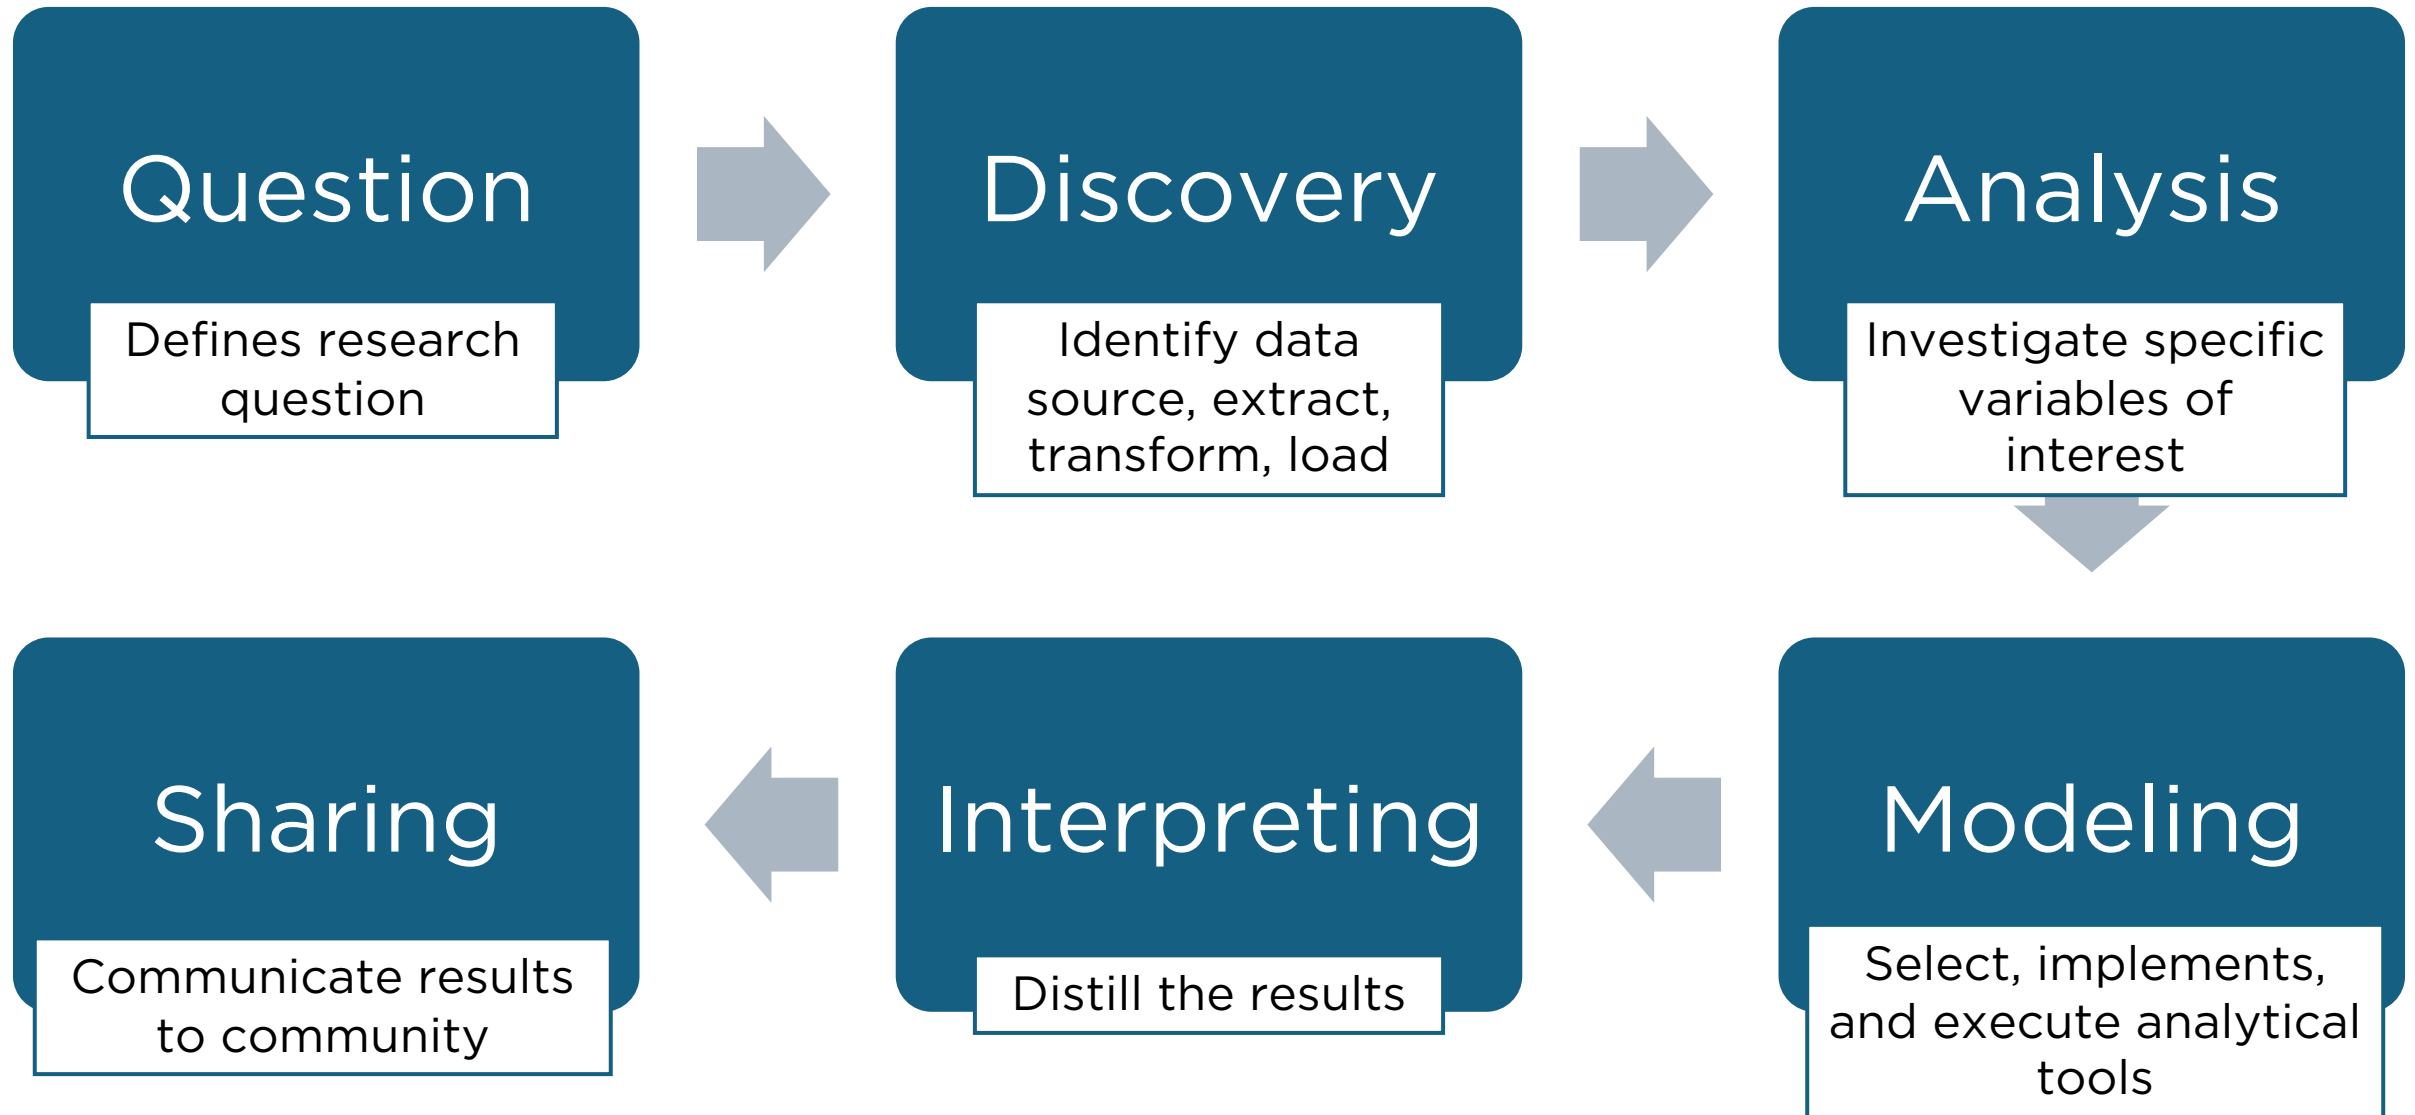 Question
Defines research
question
Discovery
Identify data
source, extract,
transform, load
Analysis
Investigate specific
variables of
interest
Modeling
Select, implements,
and execute analytical
tools
Interpreting
Distill the results
Sharing
Communicate results
to community